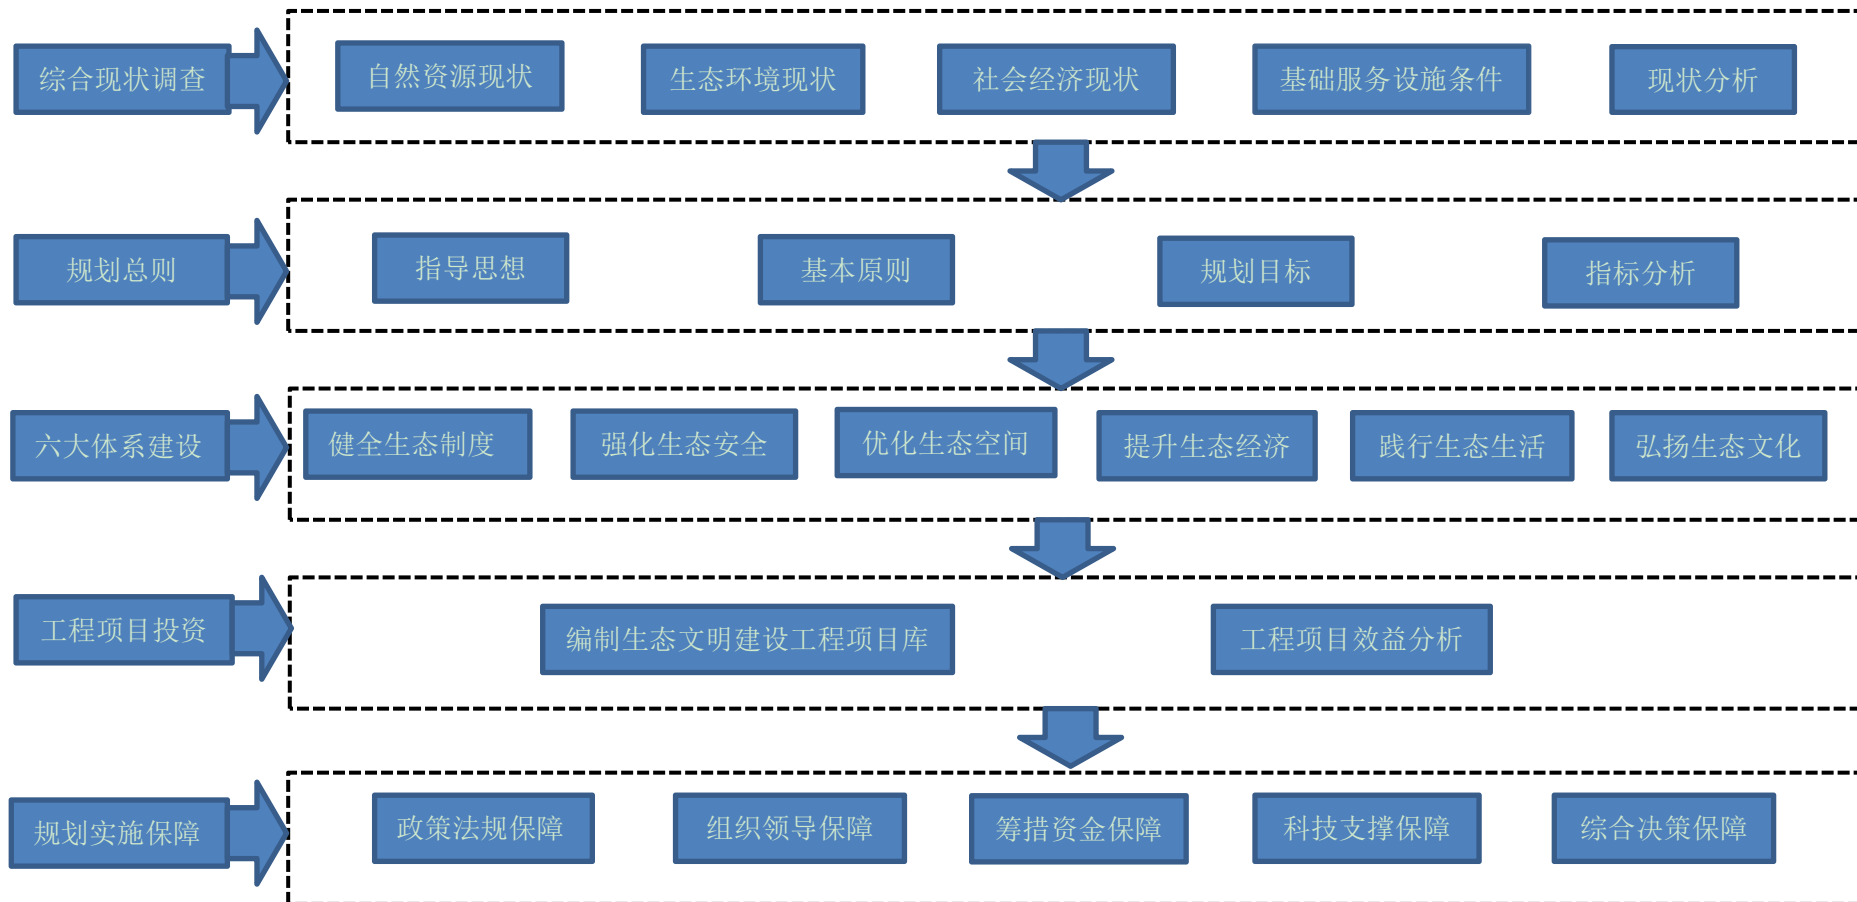 综合现状调查
自然资源现状
生态环境现状
社会经济现状
基础服务设施条件
现状分析
规划总则
指导思想
基本原则
规划目标
指标分析
六大体系建设
健全生态制度
强化生态安全
优化生态空间
提升生态经济
践行生态生活
弘扬生态文化
工程项目投资
编制生态文明建设工程项目库
工程项目效益分析
规划实施保障
政策法规保障
组织领导保障
筹措资金保障
科技支撑保障
综合决策保障